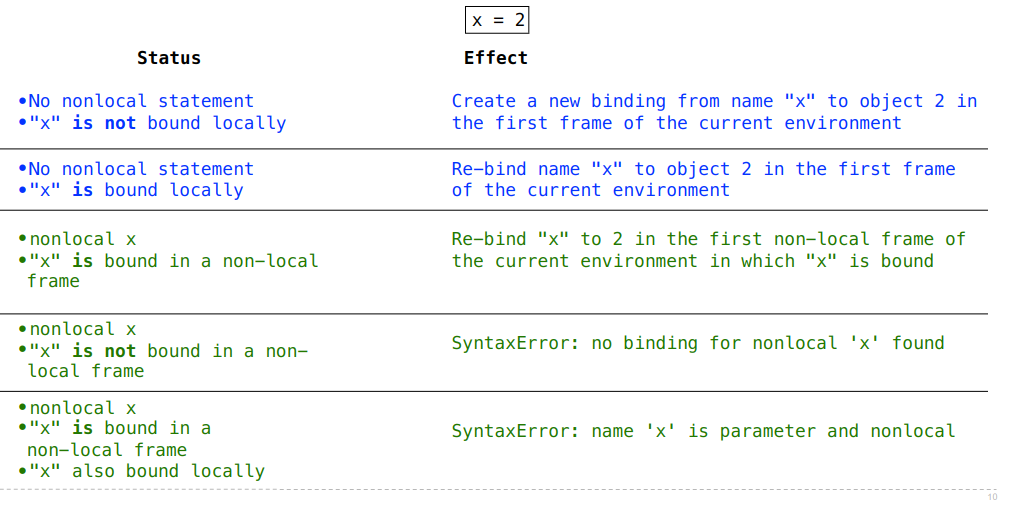 x = 2
Status Effect
•No nonlocal statement
•"x" is not bound locally
Create a new binding from name "x" to object 2 in
the first frame of the current environment
•No nonlocal statement
•"x" is bound locally
Re-bind name "x" to object 2 in the first frame
of the current environment
•nonlocal x
•"x" is bound in a non-local
frame
Re-bind "x" to 2 in the first non-local frame of
the current environment in which "x" is bound
•nonlocal x
•"x" is not bound in a non-
local frame
SyntaxError: no binding for nonlocal 'x' found
•nonlocal x
•"x" is bound in a
non-local frame
•"x" also bound locally
SyntaxError: name 'x' is parameter and nonlocal
10